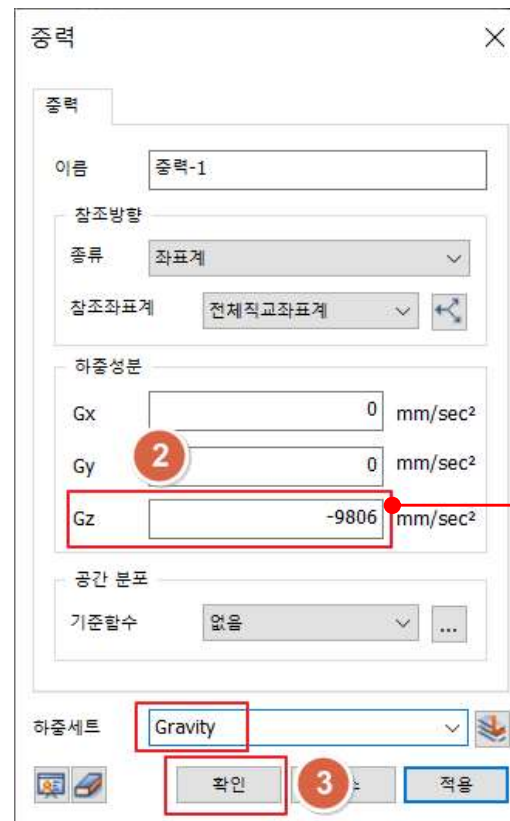 중력
중력
이름 중력-1
참조방향
종류 좌표계
참조좌표계 전체직교좌표계
하중성분
Gx 0 mm/sec²
2
Gy 0 mm/sec²
Gz -9806 mm/sec²
공간 분포
기준함수 없음 ...
하중세트 Gravity
확인 3 적용